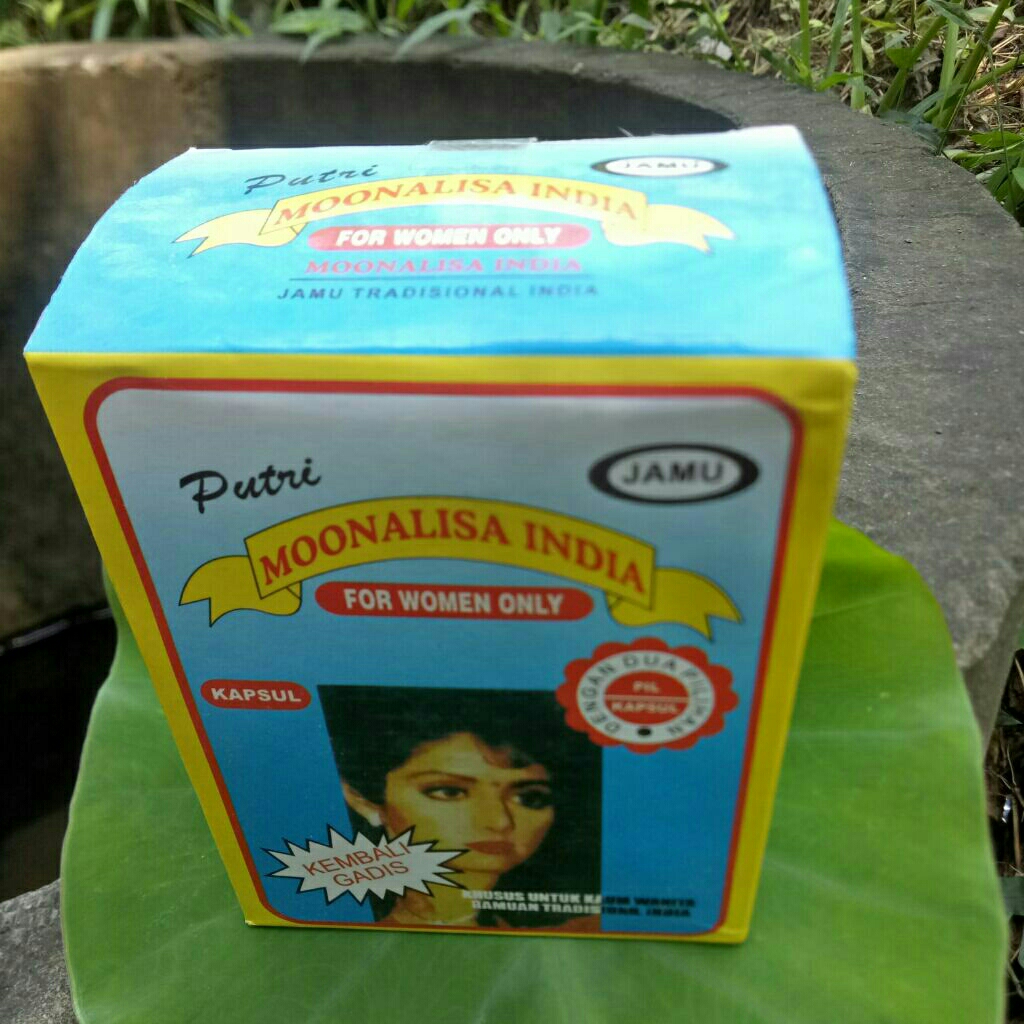 Putri
JAMU
MOONALISA INDIA
FOR WOMEN ONLY
MOONALISA INDIA
JAMU TRADISIONAL INDIA
Putri
JAMU
MOONALISA INDIA
FOR WOMEN ONLY
KAPSUL
DENGAN DUA PILIHAN
PIL
KAPSUL
KEMBALI
GADIS
KHUSUS UNTUK KAUM WANITA
RAMUAN TRADISIONAL INDIA